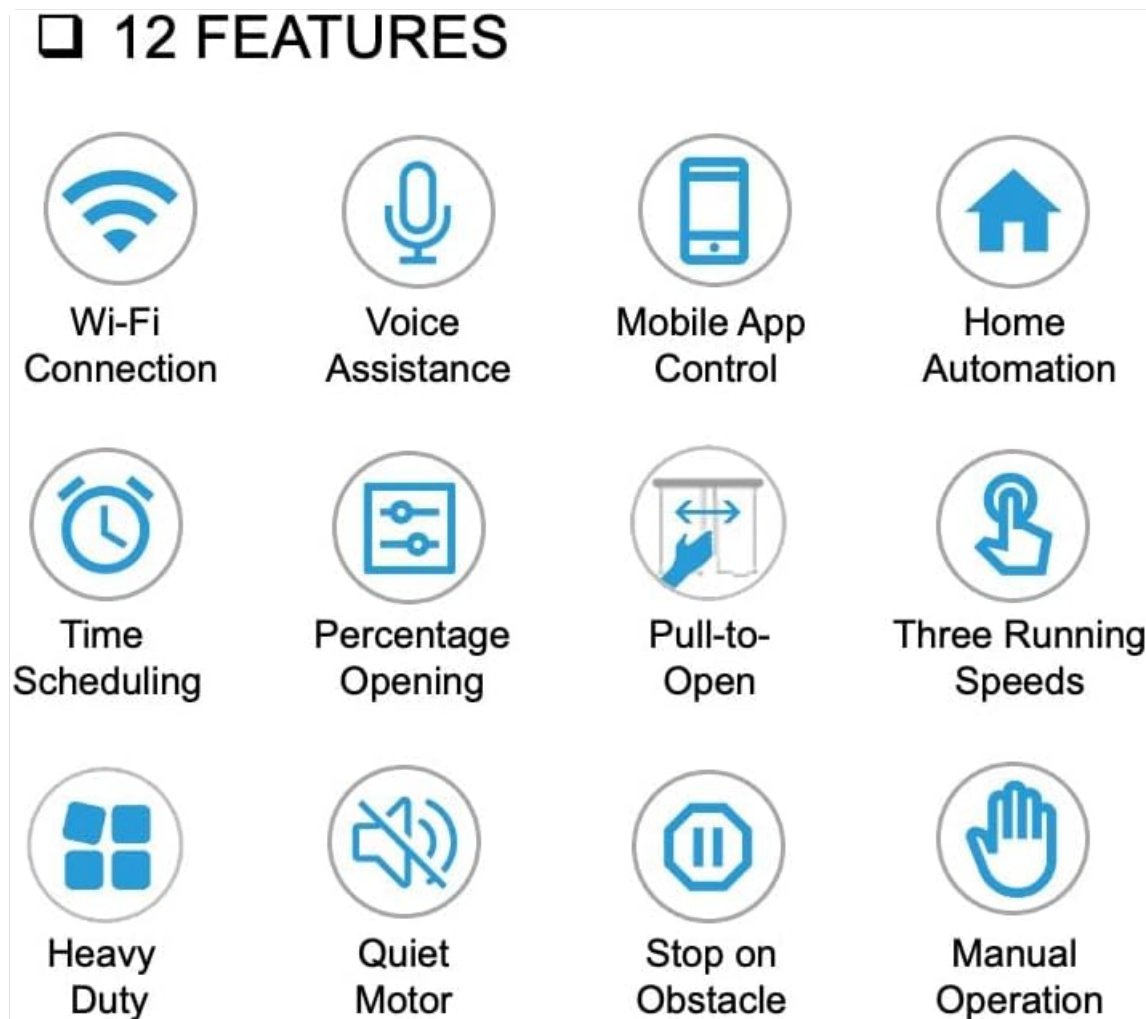 ❑ 12 FEATURES
Wi-Fi
Connection
Voice
Assistance
Mobile App
Control
Home
Automation
Time
Scheduling
Percentage
Opening
Pull-to-
Open
Three Running
Speeds
Heavy
Duty
Quiet
Motor
Stop on
Obstacle
Manual
Operation